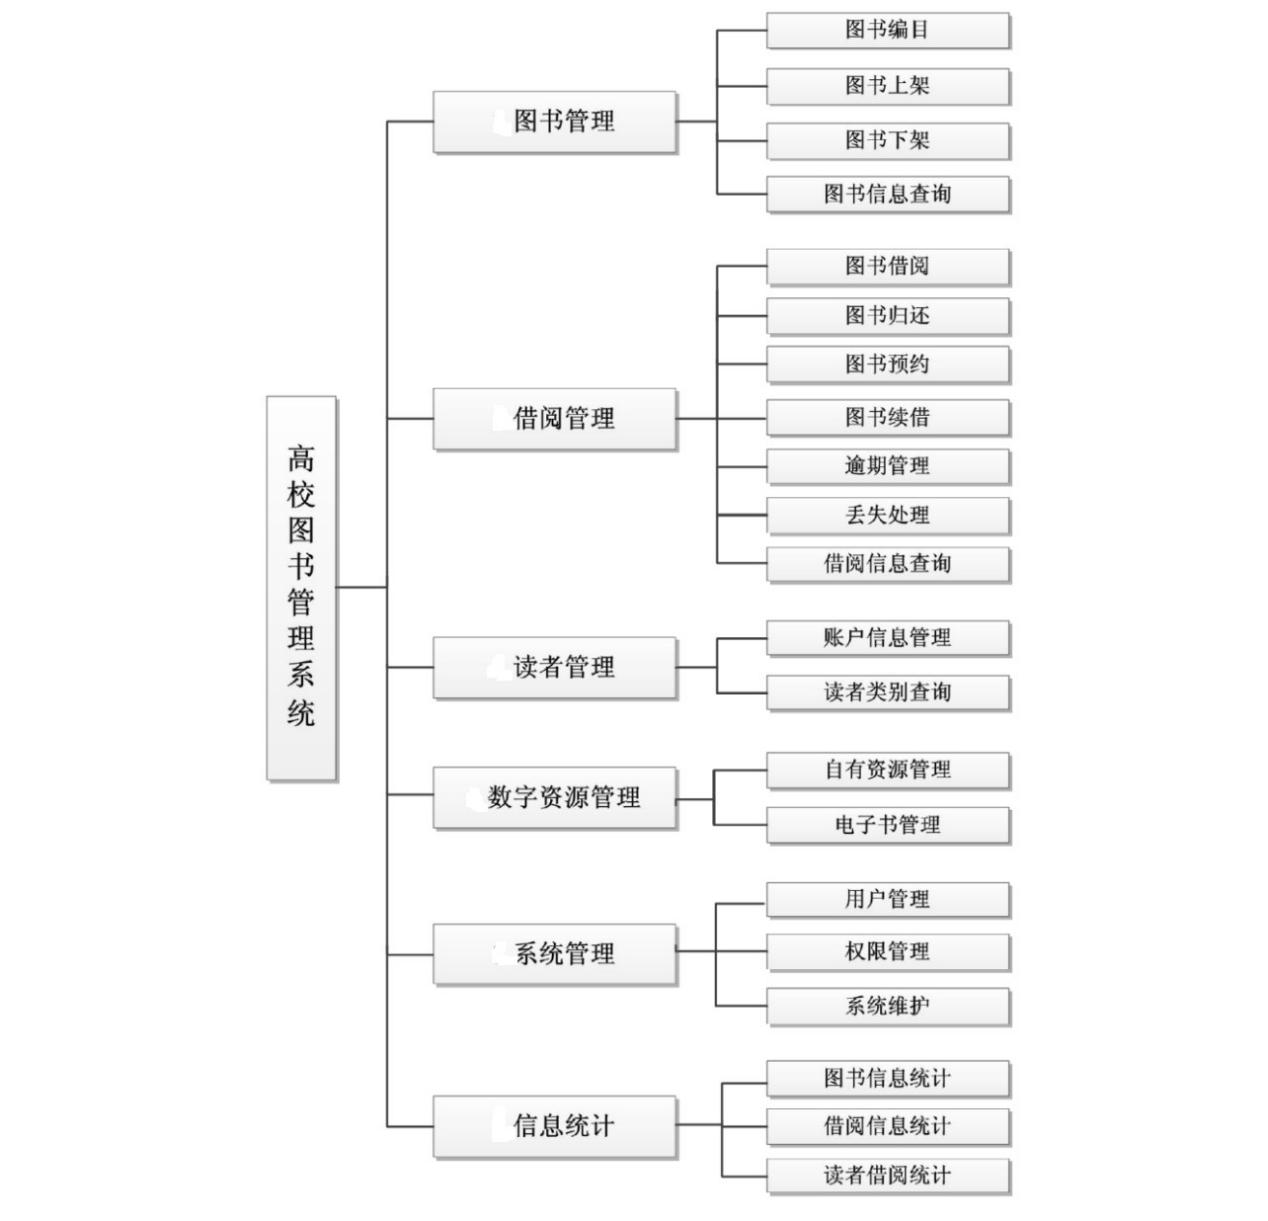 高校图书管理系统
图书管理
图书编目
图书上架
图书下架
图书信息查询
借阅管理
图书借阅
图书归还
图书预约
图书续借
逾期管理
丢失处理
借阅信息查询
读者管理
账户信息管理
读者类别查询
数字资源管理
自有资源管理
电子书管理
系统管理
用户管理
权限管理
系统维护
信息统计
图书信息统计
借阅信息统计
读者借阅统计